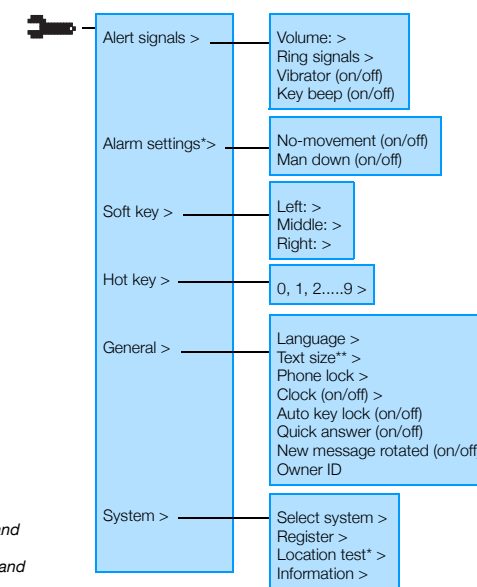 Alert signals >
Volume: >
Ring signals >
Vibrator (on/off)
Key beep (on/off)
Alarm settings*>
No-movement (on/off)
Man down (on/off)
Soft key >
Left: >
Middle: >
Right: >
Hot key >
0, 1, 2.....9 >
General >
Language >
Text size** >
Phone lock >
Clock (on/off) >
Auto key lock (on/off)
Quick answer (on/off)
New message rotated (on/off
Owner ID
System >
Select system >
Register >
Location test* >
Information >
and
and